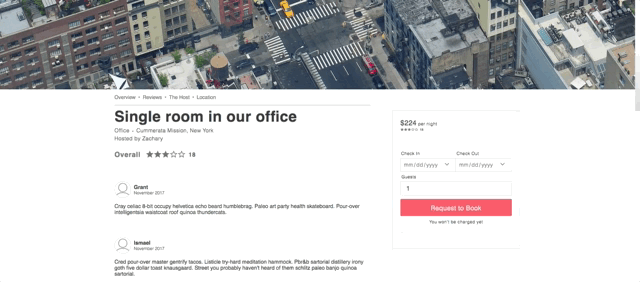 Overview • Reviews • The Host • Location
Single room in our office
Office - Cummerata Mission, New York
Hosted by Zachary
Overall ★★★☆☆ 18
Grant
November 2017
Cray celiac 8-bit occupy helvetica echo beard humblebrag. Paleo art party health skateboard. Pour-over
intelligentsia waistcoat roof quinoa thundercats.
Ismael
November 2017
Cred pour-over master gentrify tacos. Listicle try-hard meditation hammock. Pbr&b sartorial distillery irony
goth five dollar toast knausgaard. Street you probably haven't heard of them schlitz paleo banjo quinoa
sartorial.
$224 per night
★★★☆☆ 18
Check In Check Out
mm/dd/yyyy mm/dd/yyyy
Guests
1
Request to Book
You won't be charged yet